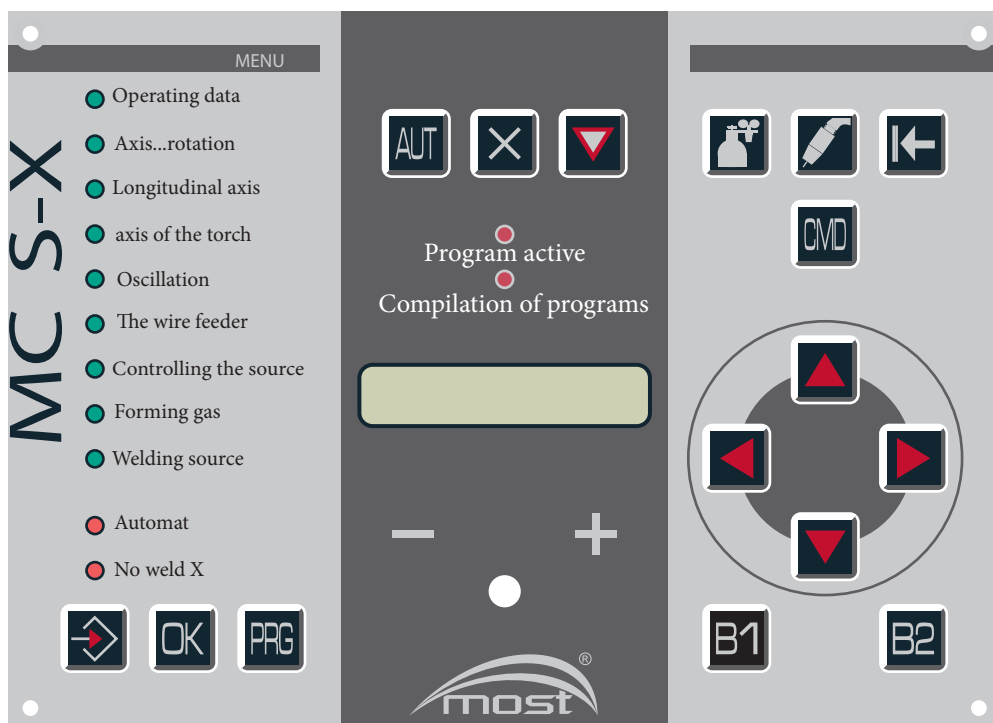 MENU
MC S-X
Operating data
Axis...rotation
Longitudinal axis
axis of the torch
Oscillation
The wire feeder
Controlling the source
Forming gas
Welding source
Automat
No weld X
OK
PRG
AUT
Program active
Compilation of programs
− +
most®
CMD
B1
B2